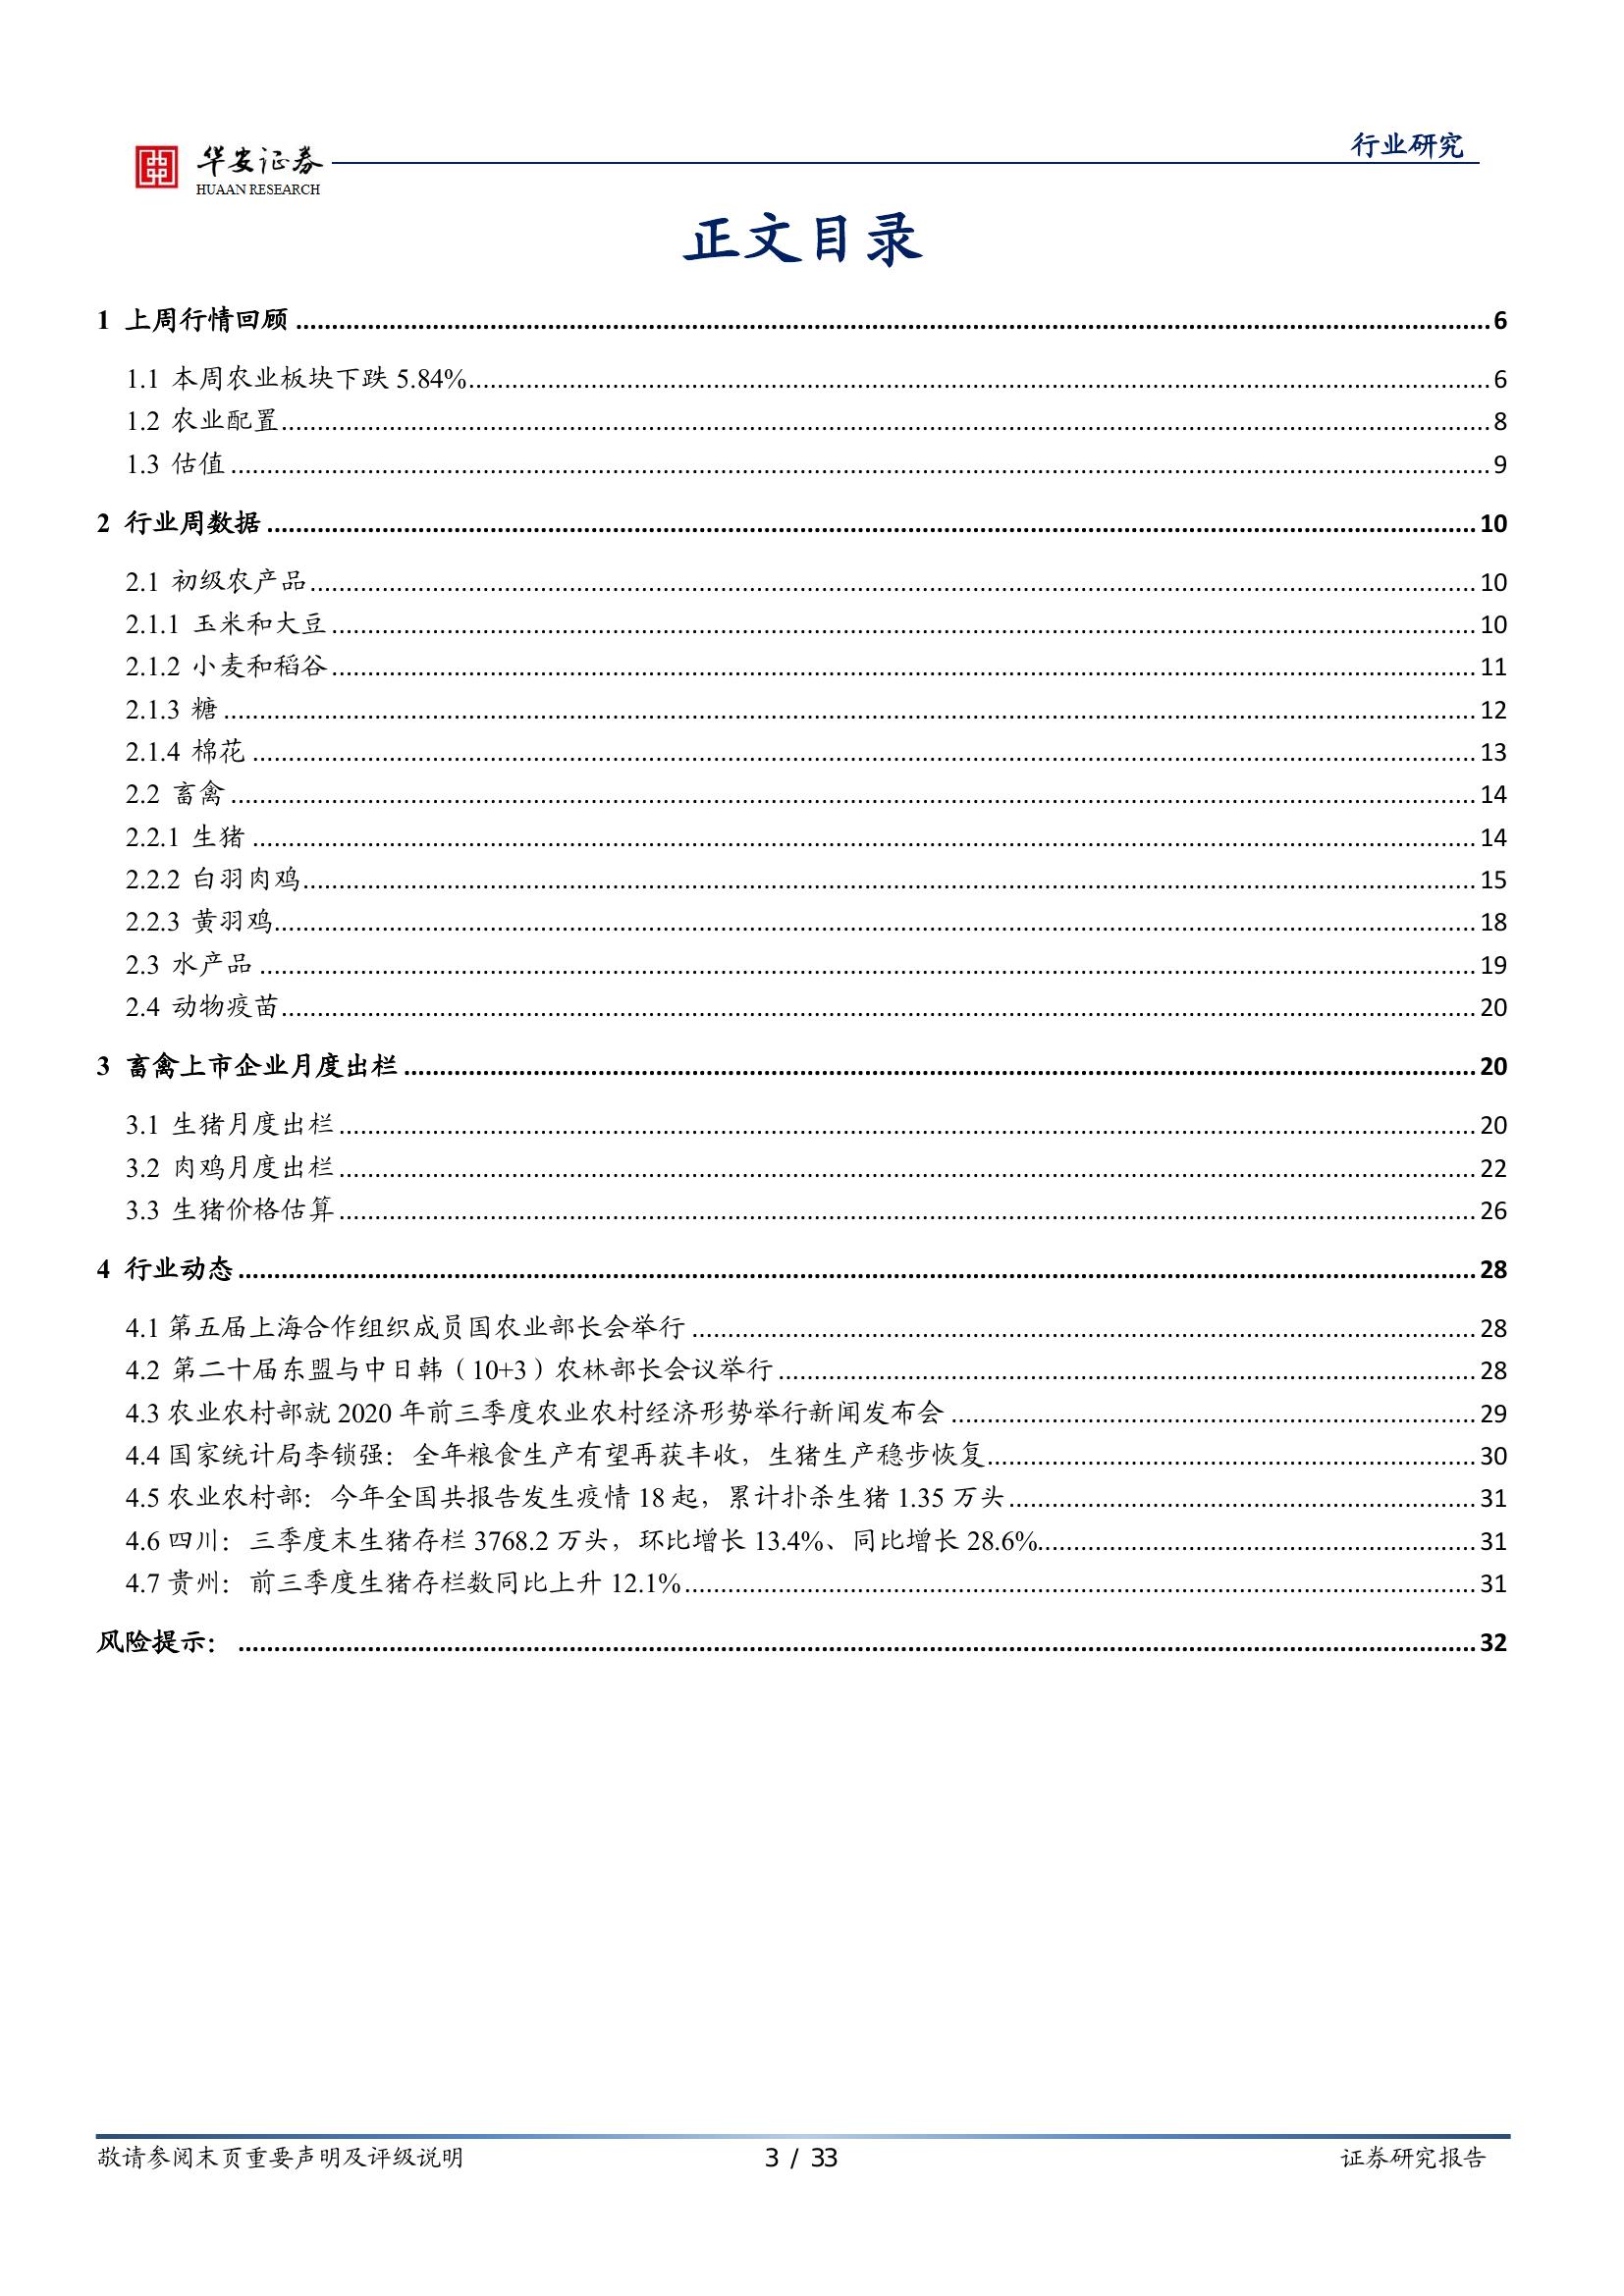 华安证券
HUAAN RESEARCH
行业研究
正文目录
1 上周行情回顾 ........ 6
1.1 本周农业板块下跌 5.84% ........ 6
1.2 农业配置 ........ 8
1.3 估值 ........ 9
2 行业周数据 ........ 10
2.1 初级农产品 ........ 10
2.1.1 玉米和大豆 ........ 10
2.1.2 小麦和稻谷 ........ 11
2.1.3 糖 ........ 12
2.1.4 棉花 ........ 13
2.2 畜禽 ........ 14
2.2.1 生猪 ........ 14
2.2.2 白羽肉鸡 ........ 15
2.2.3 黄羽鸡 ........ 18
2.3 水产品 ........ 19
2.4 动物疫苗 ........ 20
3 畜禽上市企业月度出栏 ........ 20
3.1 生猪月度出栏 ........ 20
3.2 肉鸡月度出栏 ........ 22
3.3 生猪价格估算 ........ 26
4 行业动态 ........ 28
4.1 第五届上海合作组织成员国农业部长会举行 ........ 28
4.2 第二十届东盟与中日韩（10+3）农林部长会议举行 ........ 28
4.3 农业农村部就 2020 年前三季度农业农村经济形势举行新闻发布会 ........ 29
4.4 国家统计局李锁强：全年粮食生产有望再获丰收，生猪生产稳步恢复 ........ 30
4.5 农业农村部：今年全国共报告发生疫情 18 起，累计扑杀生猪 1.35 万头 ........ 31
4.6 四川：三季度末生猪存栏 3768.2 万头，环比增长 13.4%、同比增长 28.6% ........ 31
4.7 贵州：前三季度生猪存栏数同比上升 12.1% ........ 31
风险提示： ........ 32
敬请参阅末页重要声明及评级说明
3 / 33
证券研究报告